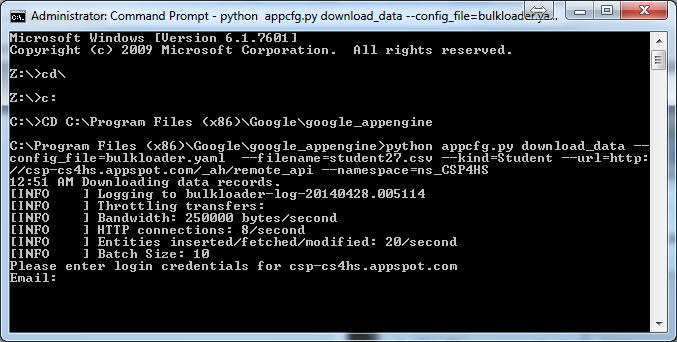 Administrator: Command Prompt - python  appcfg.py download_data --config_file=bulkloader.ya...
Microsoft Windows [Version 6.1.7601]
Copyright (c) 2009 Microsoft Corporation.  All rights reserved.
Z:\>cd\
Z:\>c:
C:\>CD C:\Program Files (x86)\Google\google_appengine
C:\Program Files (x86)\Google\google_appengine>python appcfg.py download_data --
config_file=bulkloader.yaml  --filename=student27.csv --kind=Student --url=http:
//csp-cs4hs.appspot.com/_ah/remote_api --namespace=ns_CSP4HS
12:51 AM Downloading data records.
[INFO    ] Logging to bulkloader-log-20140428.005114
[INFO    ] Throttling transfers:
[INFO    ] Bandwidth: 250000 bytes/second
[INFO    ] HTTP connections: 8/second
[INFO    ] Entities inserted/fetched/modified: 20/second
[INFO    ] Batch Size: 10
Please enter login credentials for csp-cs4hs.appspot.com
Email: